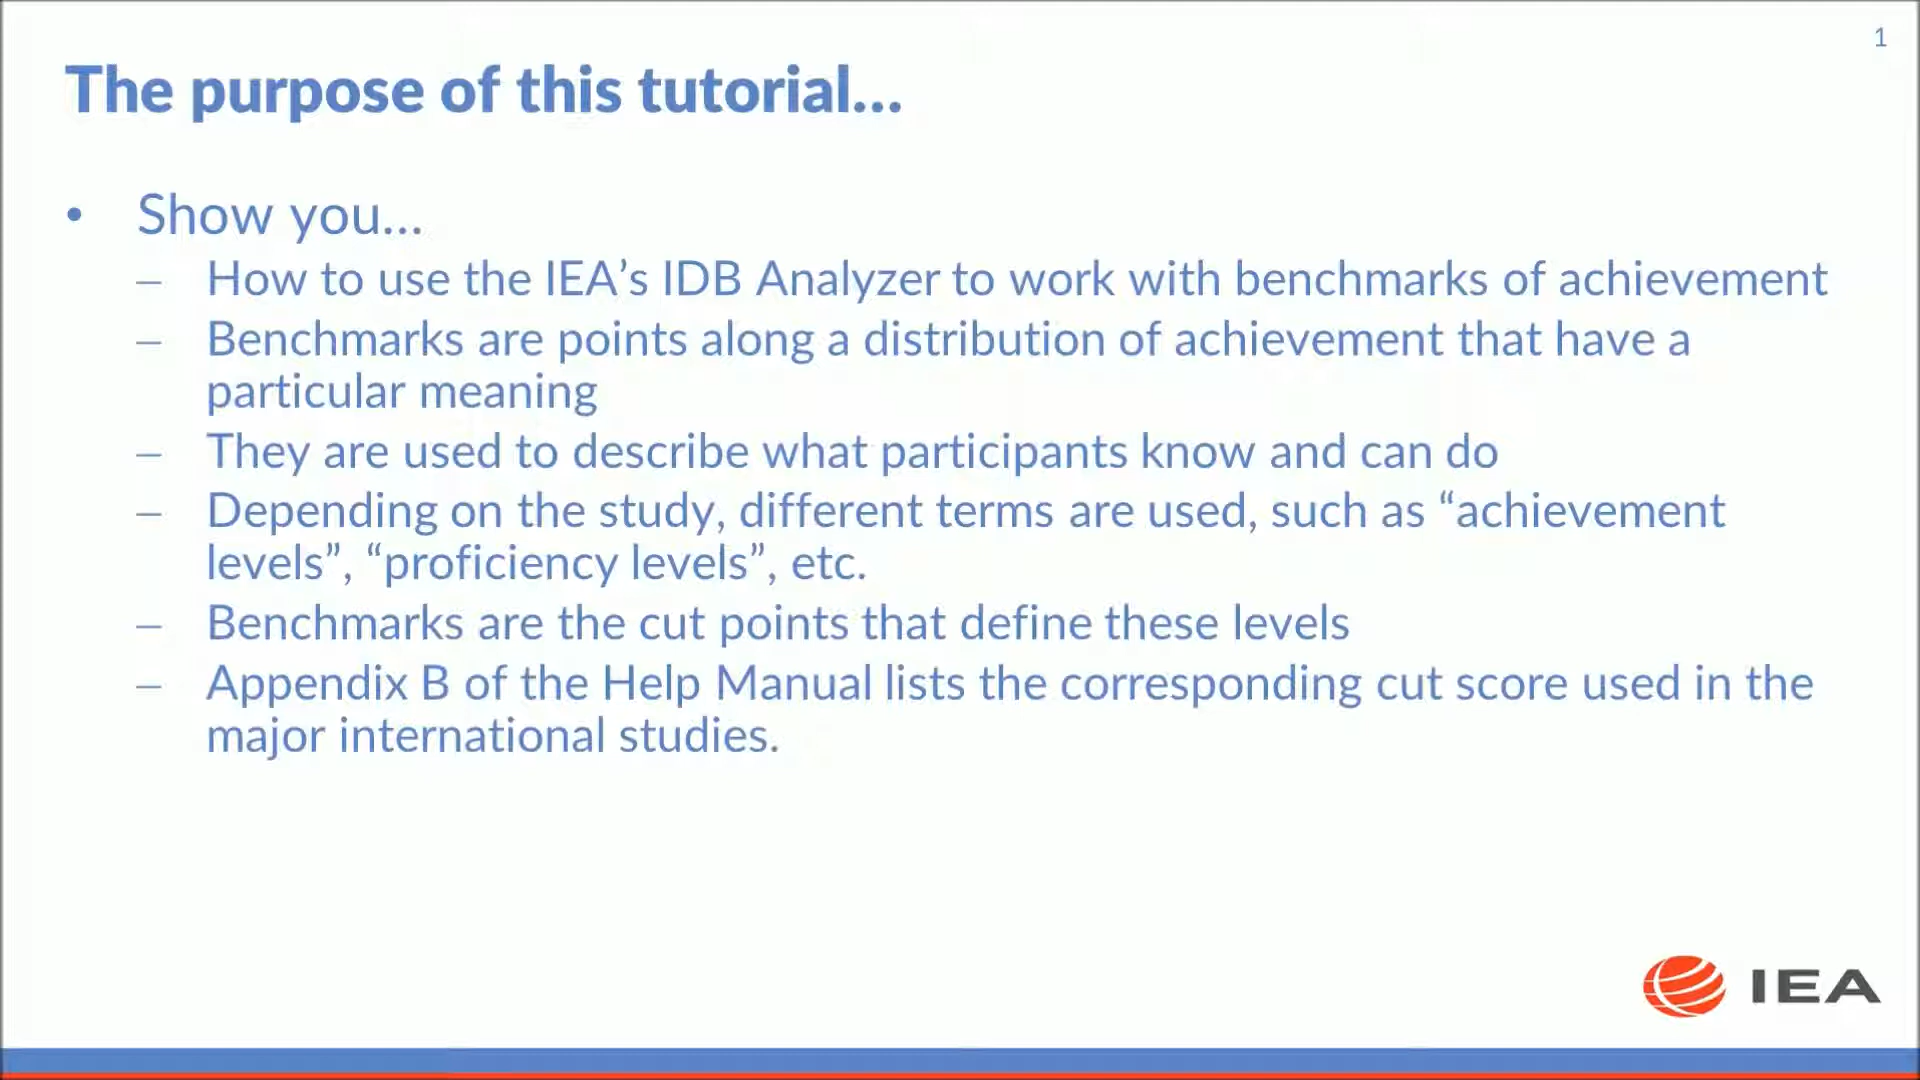 1
The purpose of this tutorial...
• Show you...
– How to use the IEA’s IDB Analyzer to work with benchmarks of achievement
– Benchmarks are points along a distribution of achievement that have a
particular meaning
– They are used to describe what participants know and can do
– Depending on the study, different terms are used, such as “achievement
levels”, “proficiency levels”, etc.
– Benchmarks are the cut points that define these levels
– Appendix B of the Help Manual lists the corresponding cut score used in the
major international studies.
IEA